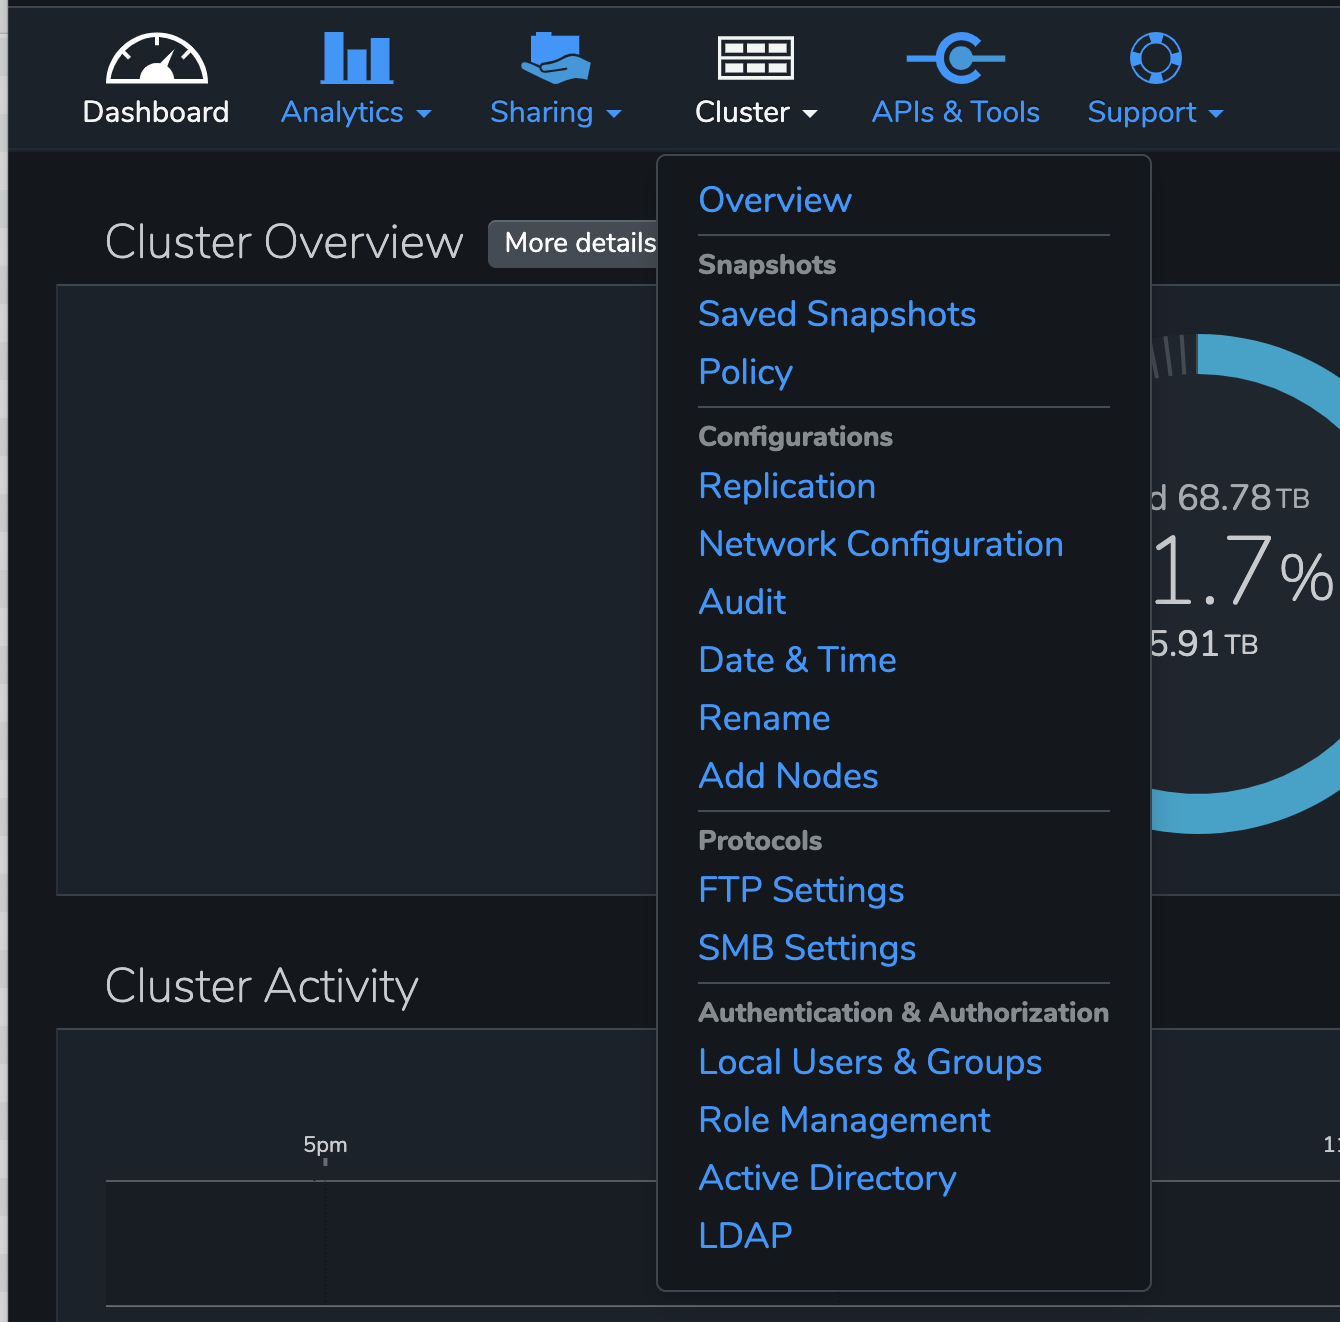 Dashboard
Analytics
Sharing
Cluster
APIs & Tools
Support
Cluster Overview
More details
Overview
Snapshots
Saved Snapshots
Policy
Configurations
Replication
Network Configuration
Audit
Date & Time
Rename
Add Nodes
Protocols
FTP Settings
SMB Settings
Authentication & Authorization
Local Users & Groups
Role Management
Active Directory
LDAP
68.78 TB
1.7 %
5.91 TB
Cluster Activity
5pm